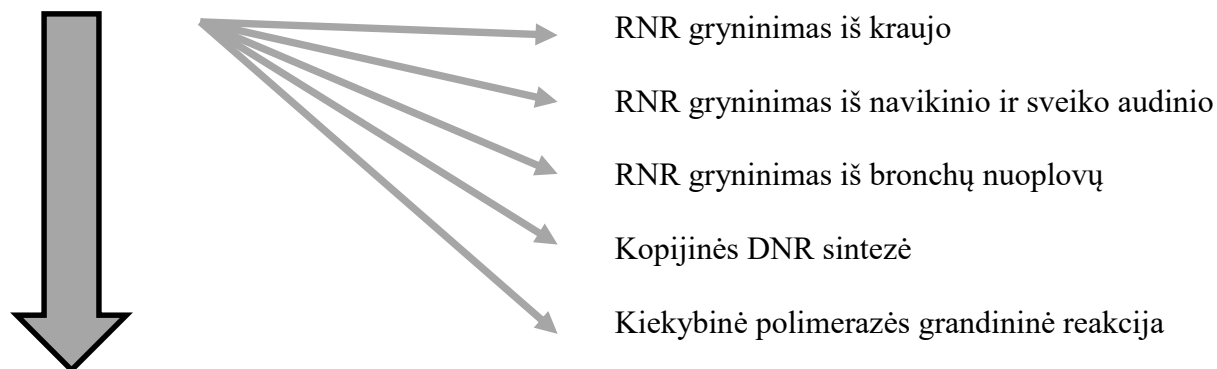 RNR gryninimas iš kraujo
RNR gryninimas iš navikinio ir sveiko audinio
RNR gryninimas iš bronchų nuoplovų
Kopijinės DNR sintezė
Kiekybinė polimerazės grandininė reakcija